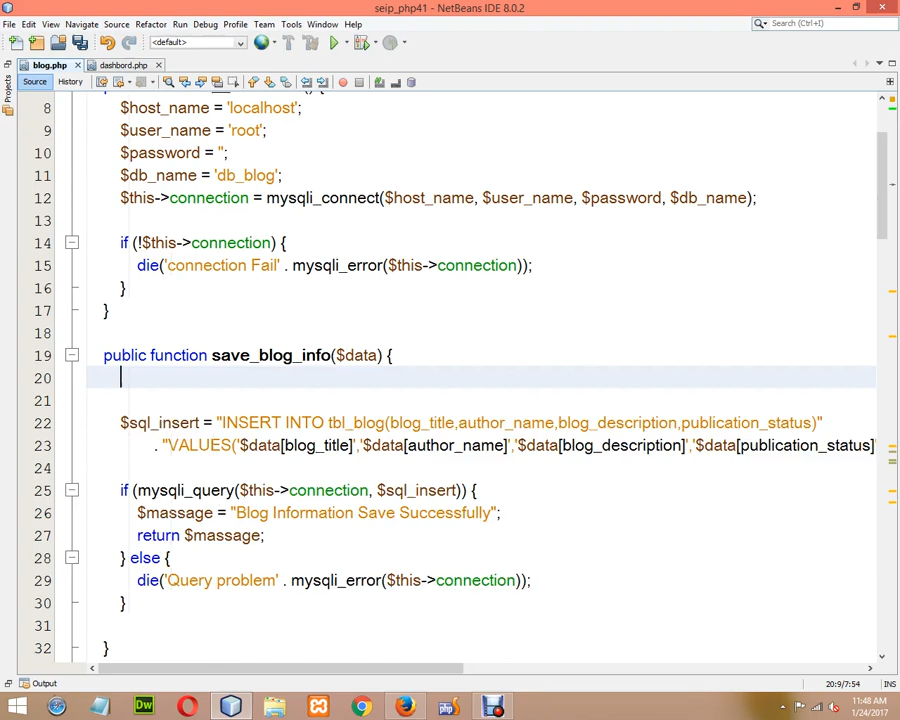 seip_php41 - NetBeans IDE 8.0.2
File Edit View Navigate Source Refactor Run Debug Profile Team Tools Window Help
Search (Ctrl+I)
<default>
blog.php dashbord.php
Source History
Projects
8 $host_name = 'localhost';
9 $user_name = 'root';
10 $password = '';
11 $db_name = 'db_blog';
12 $this->connection = mysqli_connect($host_name, $user_name, $password, $db_name);
13
14 if (!$this->connection) {
15 die('connection Fail' . mysqli_error($this->connection));
16 }
17 }
18
19 public function save_blog_info($data) {
20
21
22 $sql_insert = "INSERT INTO tbl_blog(blog_title,author_name,blog_description,publication_status)"
23 . "VALUES('$data[blog_title]','$data[author_name]','$data[blog_description]','$data[publication_status]'
24
25 if (mysqli_query($this->connection, $sql_insert)) {
26 $massage = "Blog Information Save Successfully";
27 return $massage;
28 } else {
29 die('Query problem' . mysqli_error($this->connection));
30 }
31
32 }
Output
20:9/7:54 INS
Dw
php
11:48 AM
1/24/2017